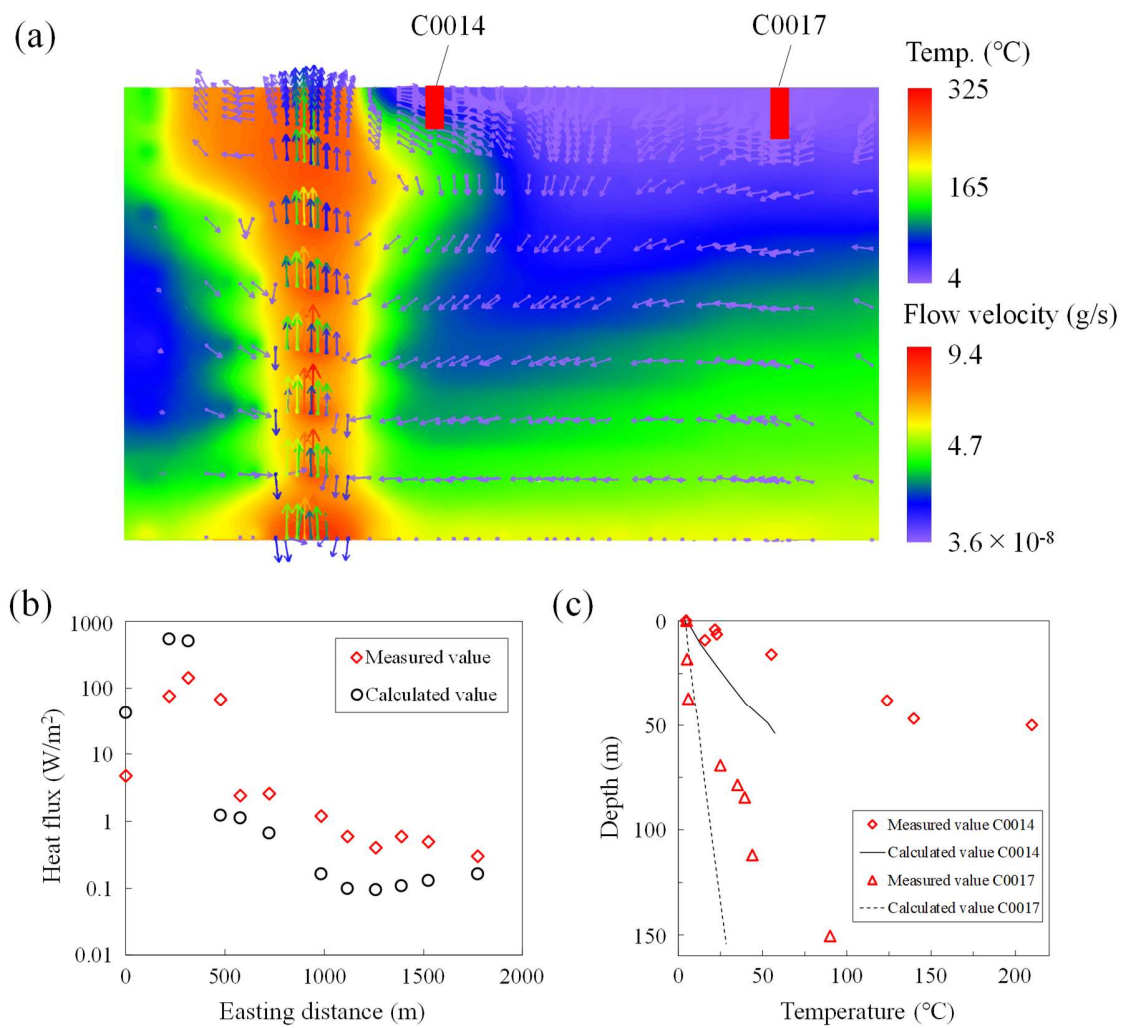 (a)
C0014
C0017
Temp. (℃)
325
165
4
Flow velocity (g/s)
9.4
4.7
3.6 × 10⁻⁸
(b)
Heat flux (W/m²)
1000
100
10
1
0.1
0.01
Measured value
Calculated value
0
500
1000
1500
2000
Easting distance (m)
(c)
Depth (m)
0
50
100
150
Measured value C0014
Calculated value C0014
Measured value C0017
Calculated value C0017
0
50
100
150
200
Temperature (℃)